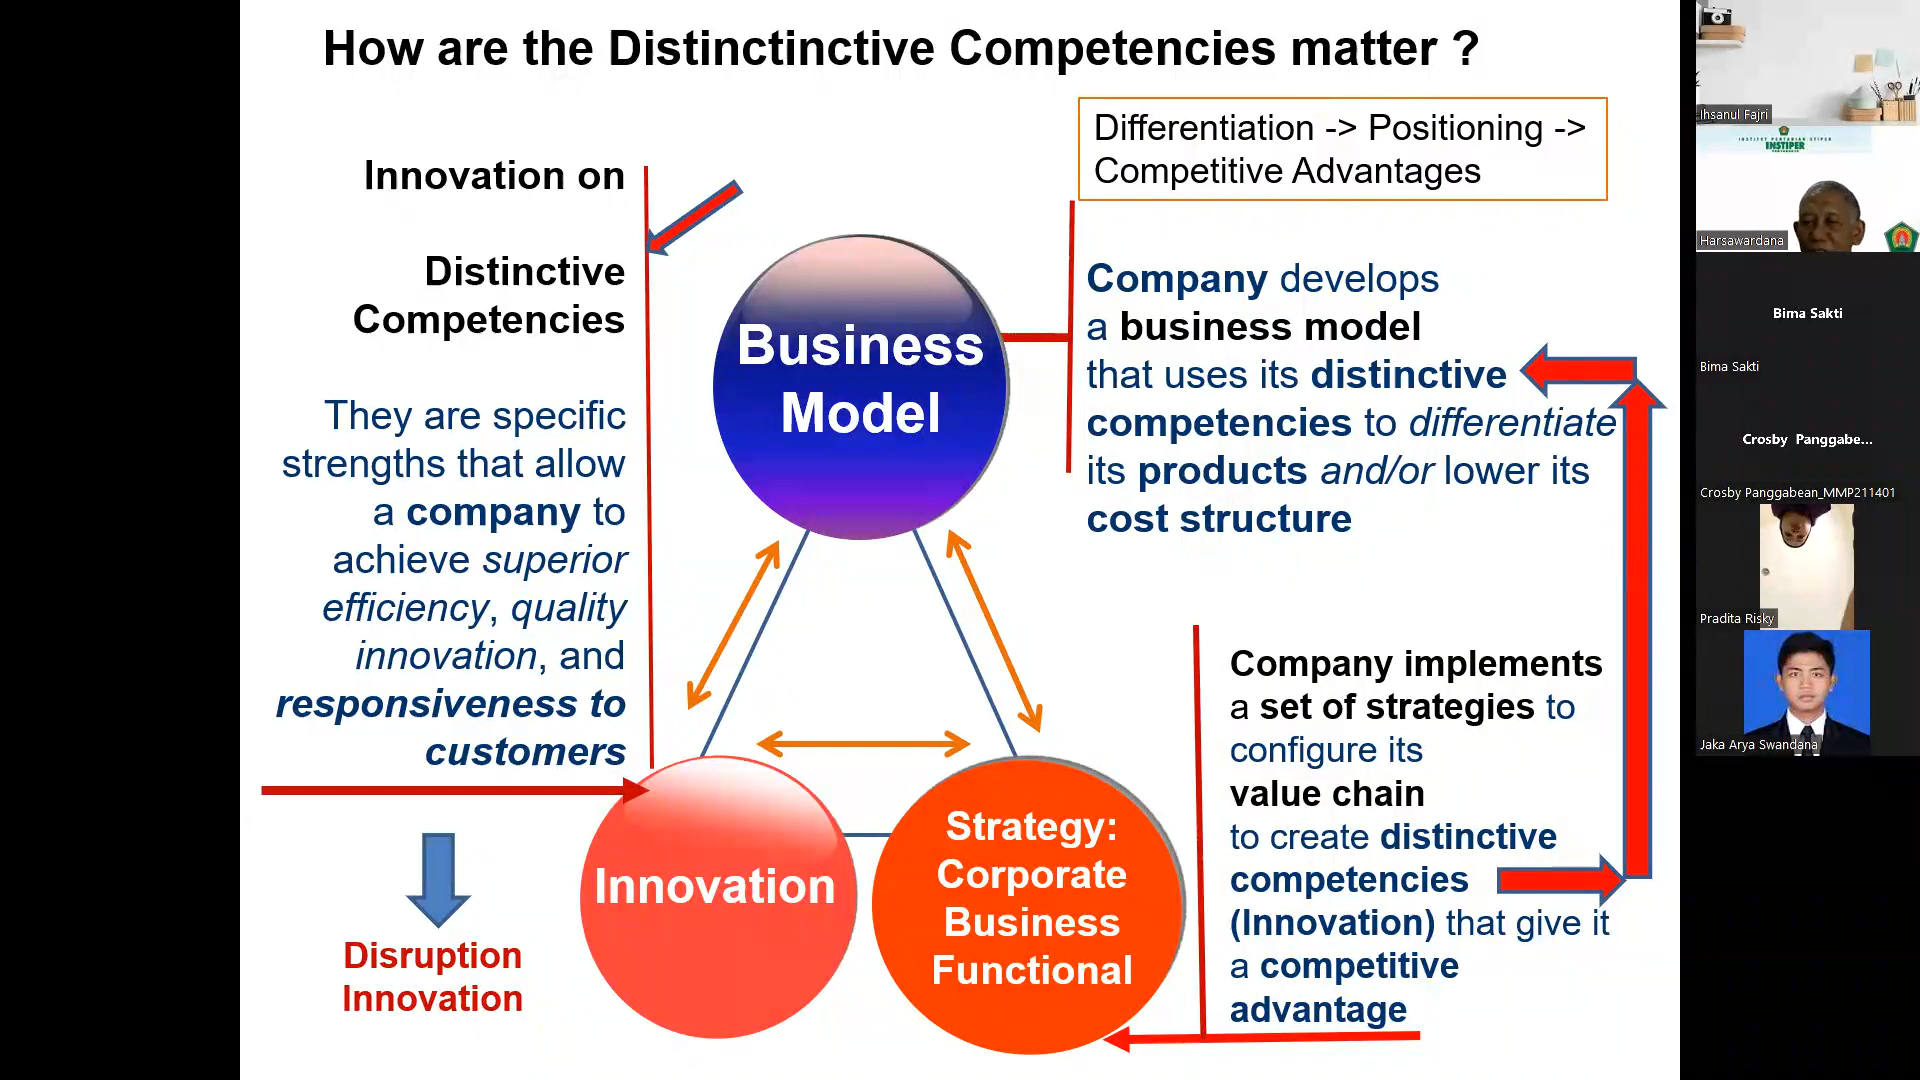 How are the Distinctinctive Competencies matter ?
Differentiation -> Positioning ->
Competitive Advantages
Innovation on
Distinctive
Competencies
They are specific
strengths that allow
a company to
achieve superior
efficiency, quality
innovation, and
responsiveness to
customers
Disruption
Innovation
Business
Model
Innovation
Strategy:
Corporate
Business
Functional
Company develops
a business model
that uses its distinctive
competencies to differentiate
its products and/or lower its
cost structure
Company implements
a set of strategies to
configure its
value chain
to create distinctive
competencies
(Innovation) that give it
a competitive
advantage
Ihsanul Fajri
INSTITUT PERTANIAN STIPER
INSTIPER
Harsawardana
Bima Sakti
Bima Sakti
Crosby Panggabe...
Crosby Panggabean_MMP211401
Pradita Risky
Jaka Arya Swandana